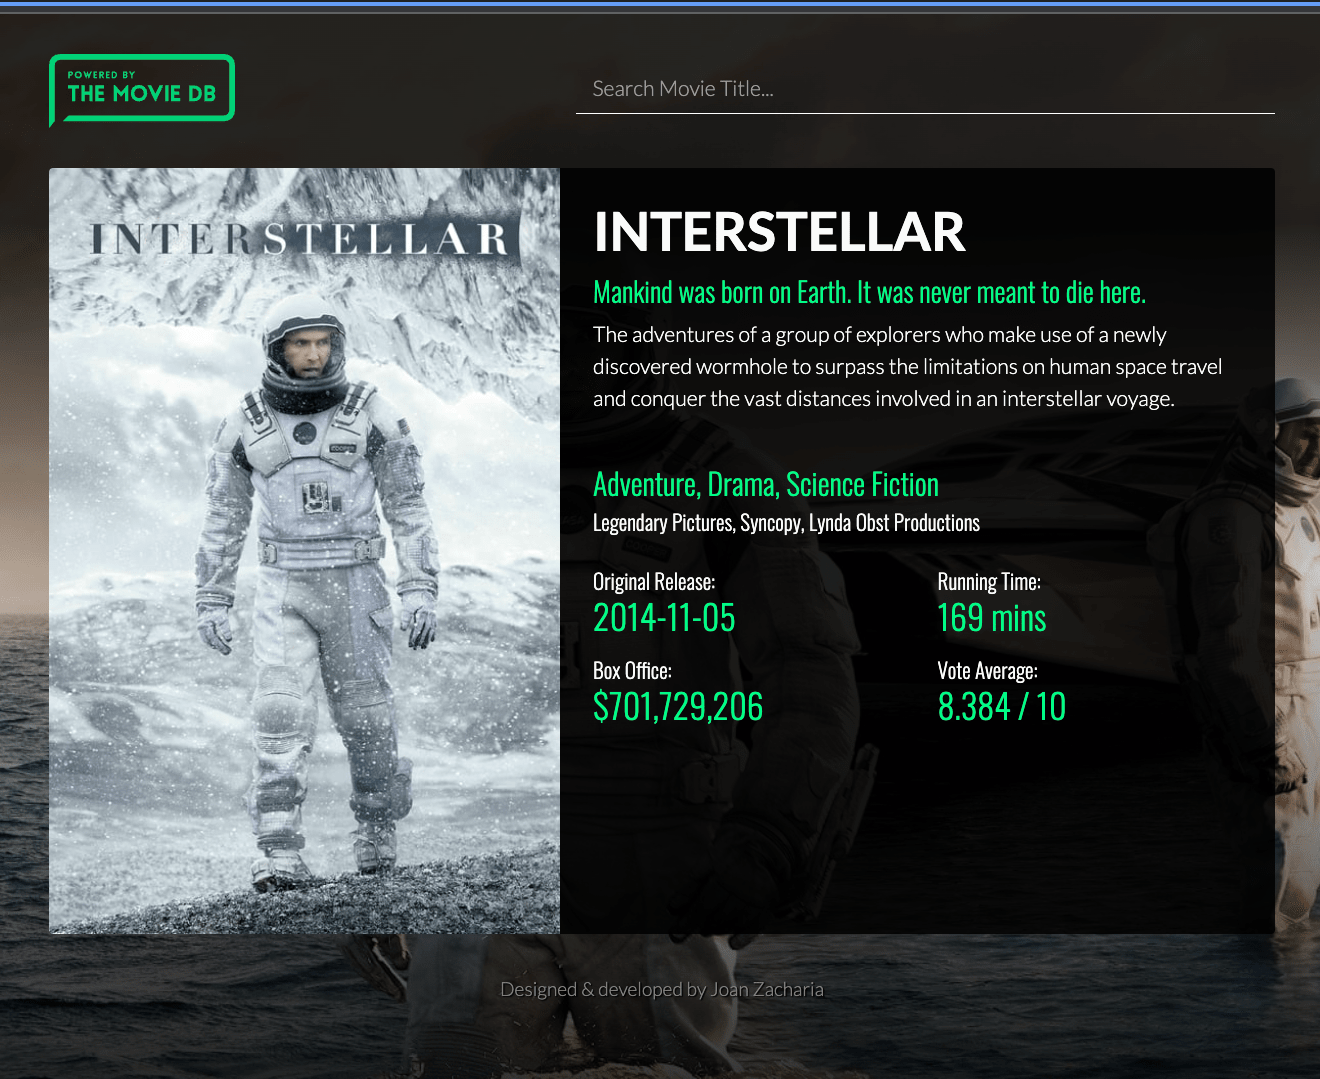 POWERED BY
THE MOVIE DB
Search Movie Title...
INTERSTELLAR
INTERSTELLAR
Mankind was born on Earth. It was never meant to die here.
The adventures of a group of explorers who make use of a newly
discovered wormhole to surpass the limitations on human space travel
and conquer the vast distances involved in an interstellar voyage.
Adventure, Drama, Science Fiction
Legendary Pictures, Syncopy, Lynda Obst Productions
Original Release:
2014-11-05
Running Time:
169 mins
Box Office:
$701,729,206
Vote Average:
8.384 / 10
Designed & developed by Joan Zacharia